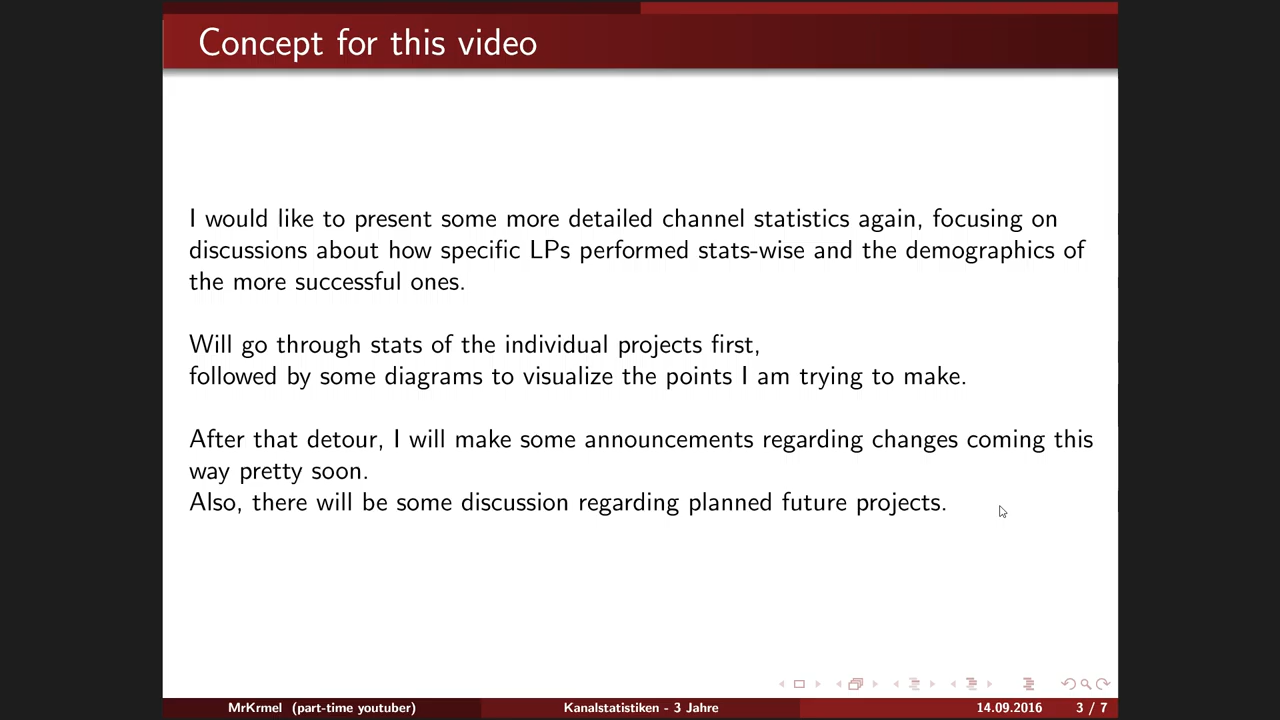 Concept for this video
I would like to present some more detailed channel statistics again, focusing on
discussions about how specific LPs performed stats-wise and the demographics of
the more successful ones.
Will go through stats of the individual projects first,
followed by some diagrams to visualize the points I am trying to make.
After that detour, I will make some announcements regarding changes coming this
way pretty soon.
Also, there will be some discussion regarding planned future projects.
MrKrmel (part-time youtuber) Kanalstatistiken - 3 Jahre 14.09.2016 3 / 7